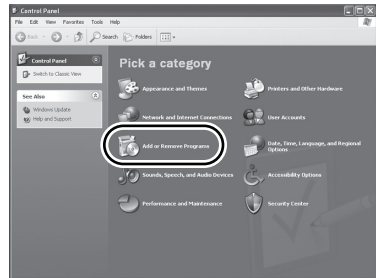 Control Panel
File Edit View Favorites Tools Help
Back Search Folders
Control Panel
Switch to Classic View
See Also
Windows Update
Help and Support
Pick a category
Appearance and Themes
Printers and Other Hardware
Network and Internet Connections
User Accounts
Add or Remove Programs
Date, Time, Language, and Regional
Options
Sounds, Speech, and Audio Devices
Accessibility Options
Performance and Maintenance
Security Center